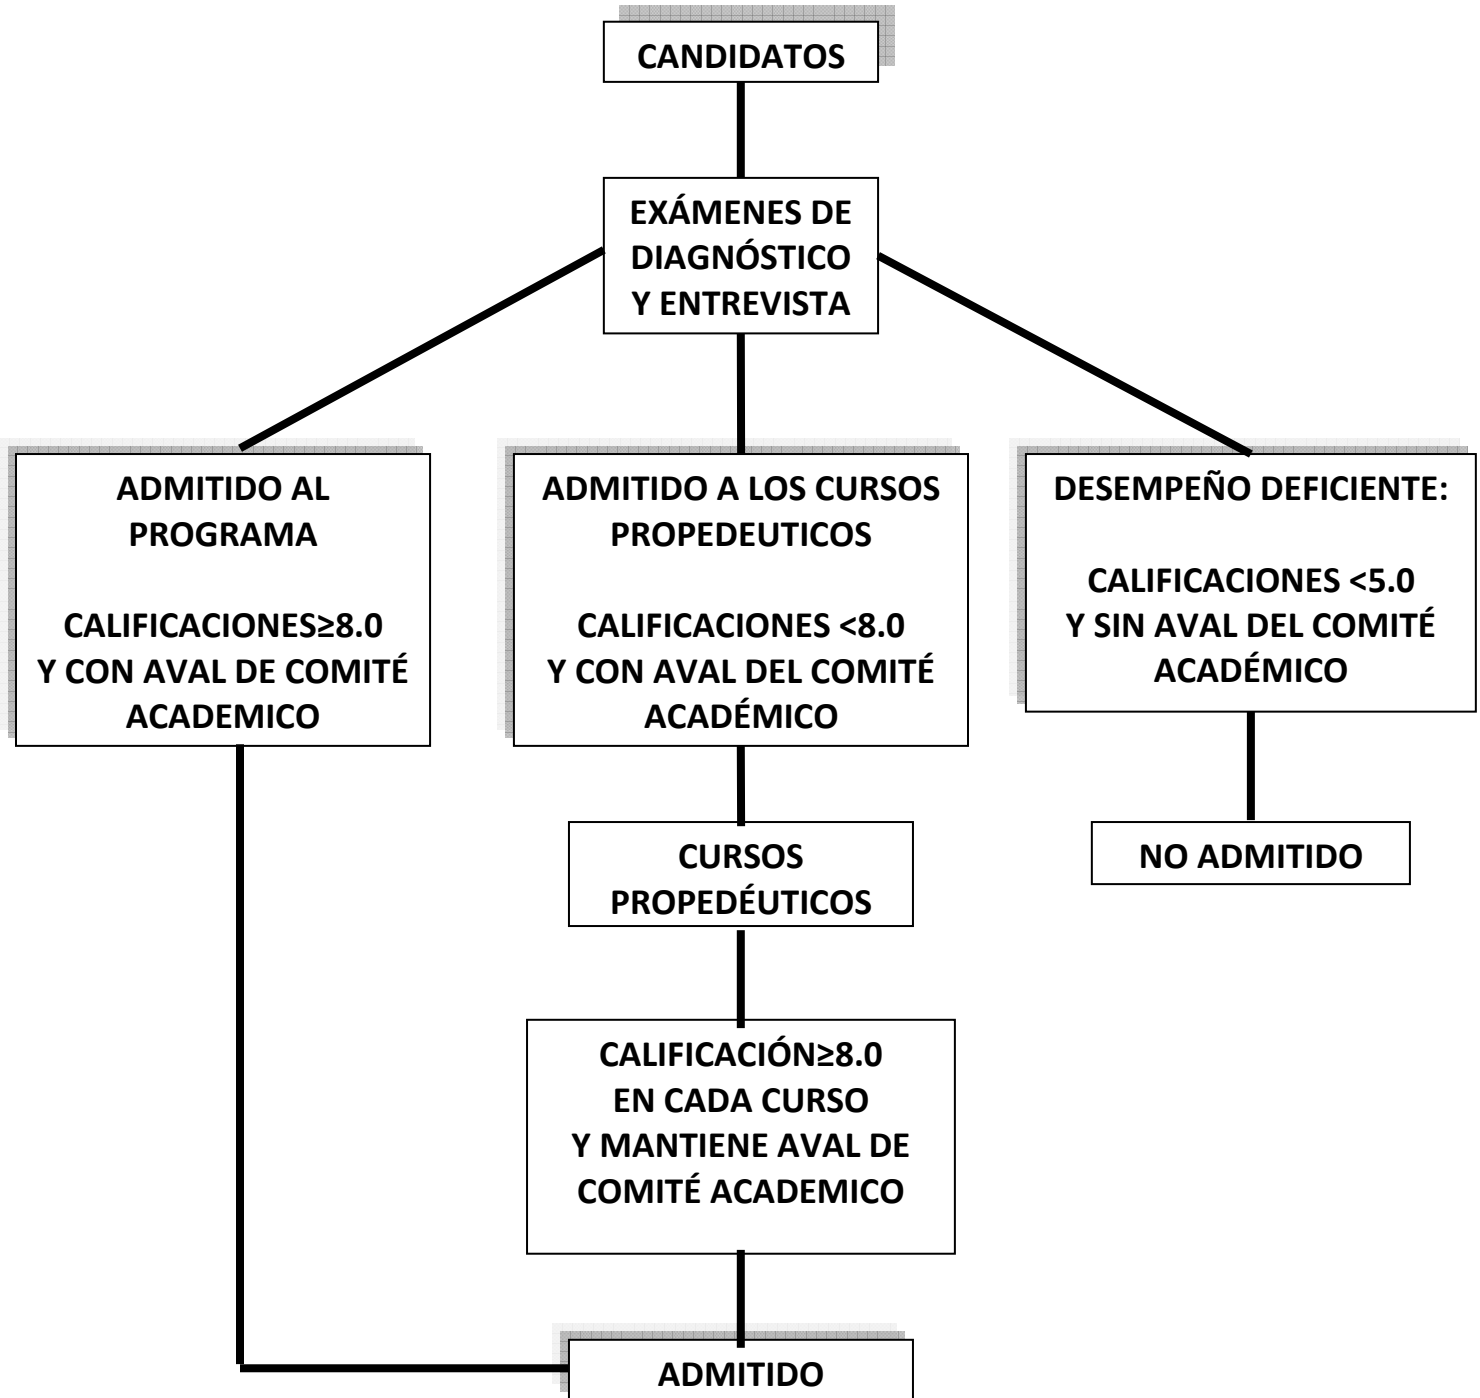 CANDIDATOS
EXÁMENES DE
DIAGNÓSTICO
Y ENTREVISTA
ADMITIDO AL
PROGRAMA
CALIFICACIONES≥8.0
Y CON AVAL DE COMITÉ
ACADEMICO
ADMITIDO A LOS CURSOS
PROPEDEUTICOS
CALIFICACIONES <8.0
Y CON AVAL DEL COMITÉ
ACADÉMICO
DESEMPEÑO DEFICIENTE:
CALIFICACIONES <5.0
Y SIN AVAL DEL COMITÉ
ACADÉMICO
CURSOS
PROPEDÉUTICOS
NO ADMITIDO
CALIFICACIÓN≥8.0
EN CADA CURSO
Y MANTIENE AVAL DE
COMITÉ ACADEMICO
ADMITIDO